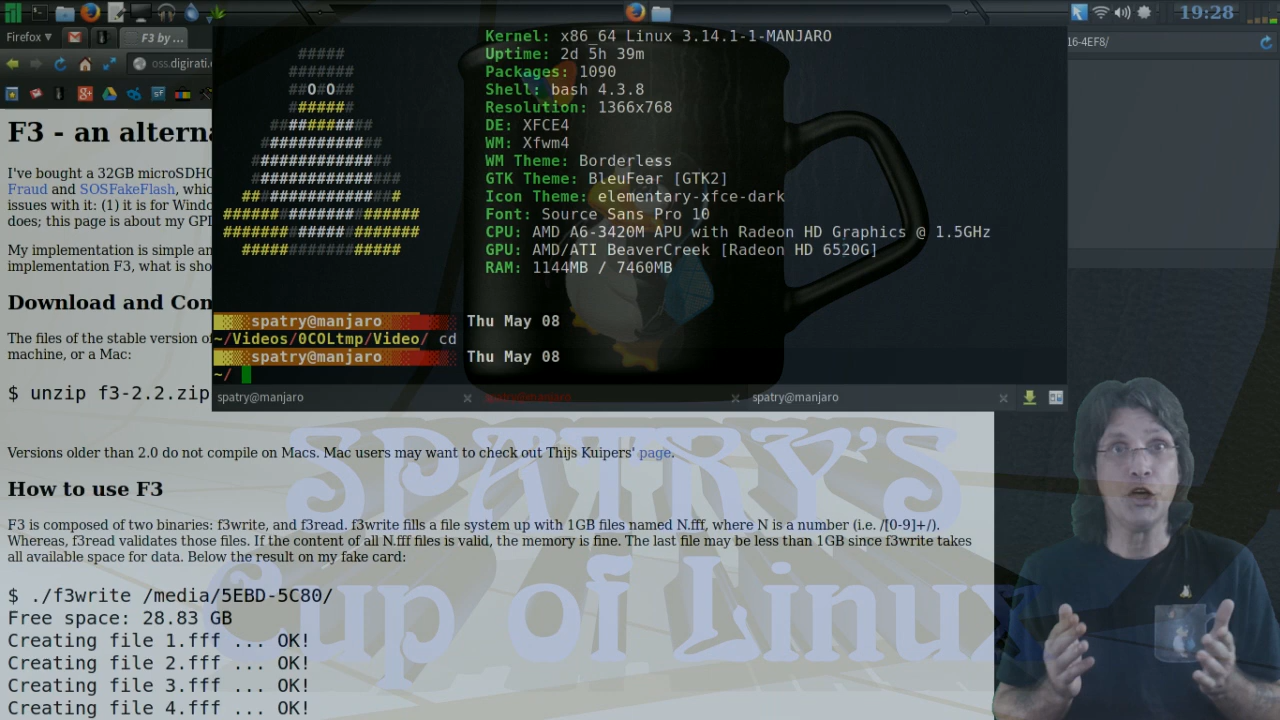 19:28
Firefox
F3 by ...
oss.digirati.
16-4EF8/
Kernel: x86_64 Linux 3.14.1-1-MANJARO
Uptime: 2d 5h 39m
Packages: 1090
Shell: bash 4.3.8
Resolution: 1366x768
DE: XFCE4
WM: Xfwm4
WM Theme: Borderless
GTK Theme: BleuFear [GTK2]
Icon Theme: elementary-xfce-dark
Font: Source Sans Pro 10
CPU: AMD A6-3420M APU with Radeon HD Graphics @ 1.5GHz
GPU: AMD/ATI BeaverCreek [Radeon HD 6520G]
RAM: 1144MB / 7460MB
spatry@manjaro Thu May 08
~/Videos/0COLtmp/Video/ cd
spatry@manjaro Thu May 08
~/
spatry@manjaro spatry@manjaro spatry@manjaro
F3 - an alterna
I've bought a 32GB microSDHC
Fraud and SOSFakeFlash, whic
issues with it: (1) it is for Windo
does; this page is about my GPI
My implementation is simple an
implementation F3, what is sho
Download and Con
The files of the stable version o
machine, or a Mac:
$ unzip f3-2.2.zip
Versions older than 2.0 do not compile on Macs. Mac users may want to check out Thijs Kuipers' page.
How to use F3
F3 is composed of two binaries: f3write, and f3read. f3write fills a file system up with 1GB files named N.fff, where N is a number (i.e. /[0-9]+/).
Whereas, f3read validates those files. If the content of all N.fff files is valid, the memory is fine. The last file may be less than 1GB since f3write takes
all available space for data. Below the result on my fake card:
$ ./f3write /media/5EBD-5C80/
Free space: 28.83 GB
Creating file 1.fff ... OK!
Creating file 2.fff ... OK!
Creating file 3.fff ... OK!
Creating file 4.fff ... OK!
SPATRY'S
Cup of Linux